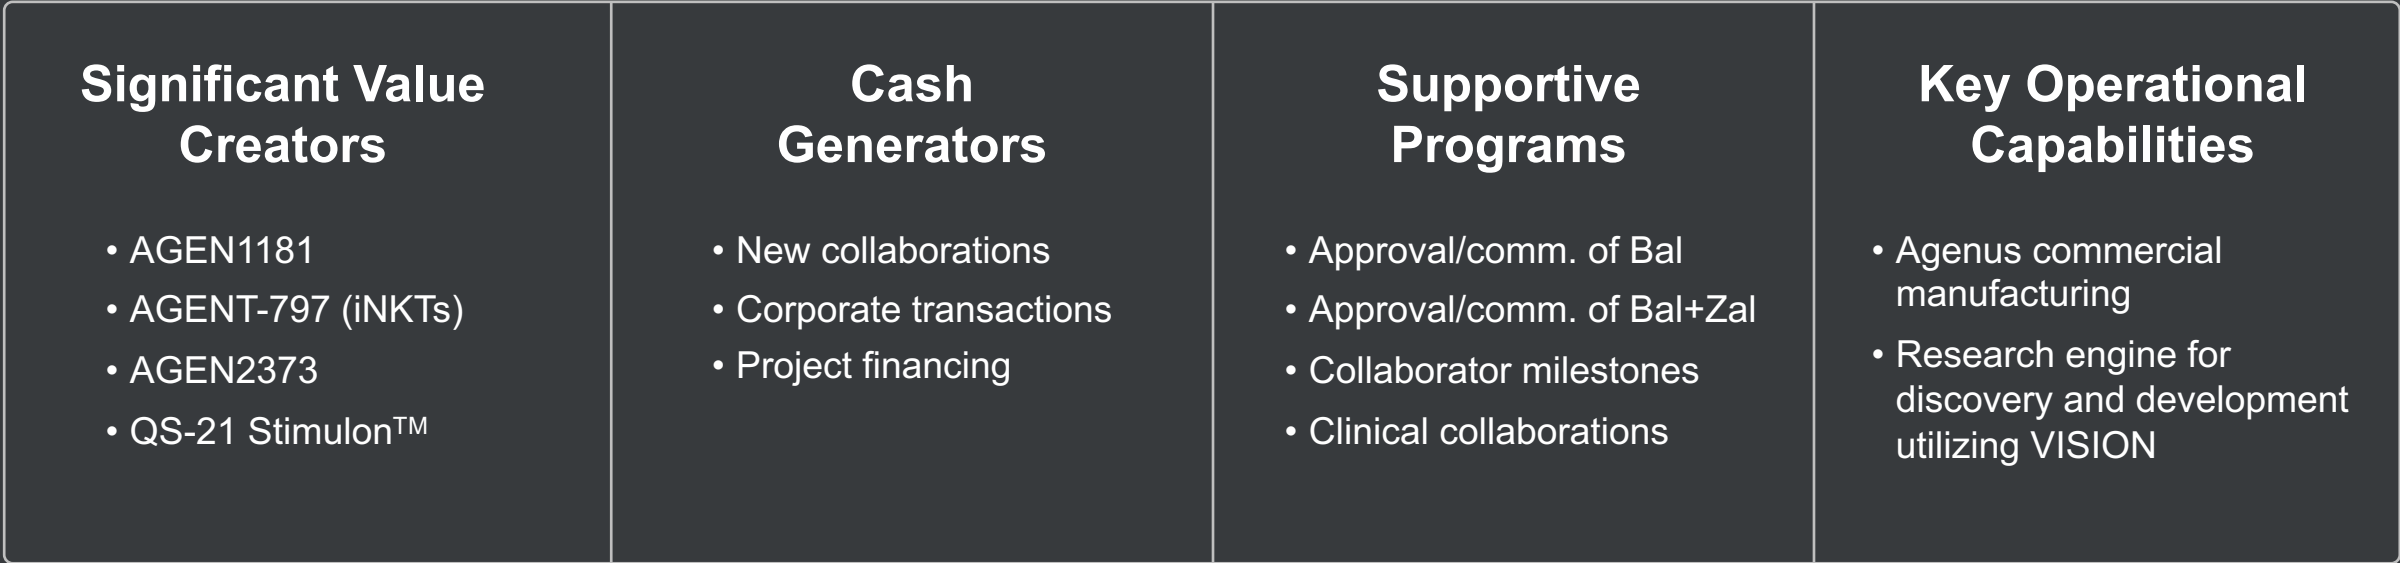 Significant Value
Creators
• AGEN1181
• AGENT-797 (iNKTs)
• AGEN2373
• QS-21 Stimulon™
Cash
Generators
• New collaborations
• Corporate transactions
• Project financing
Supportive
Programs
• Approval/comm. of Bal
• Approval/comm. of Bal+Zal
• Collaborator milestones
• Clinical collaborations
Key Operational
Capabilities
• Agenus commercial
manufacturing
• Research engine for
discovery and development
utilizing VISION